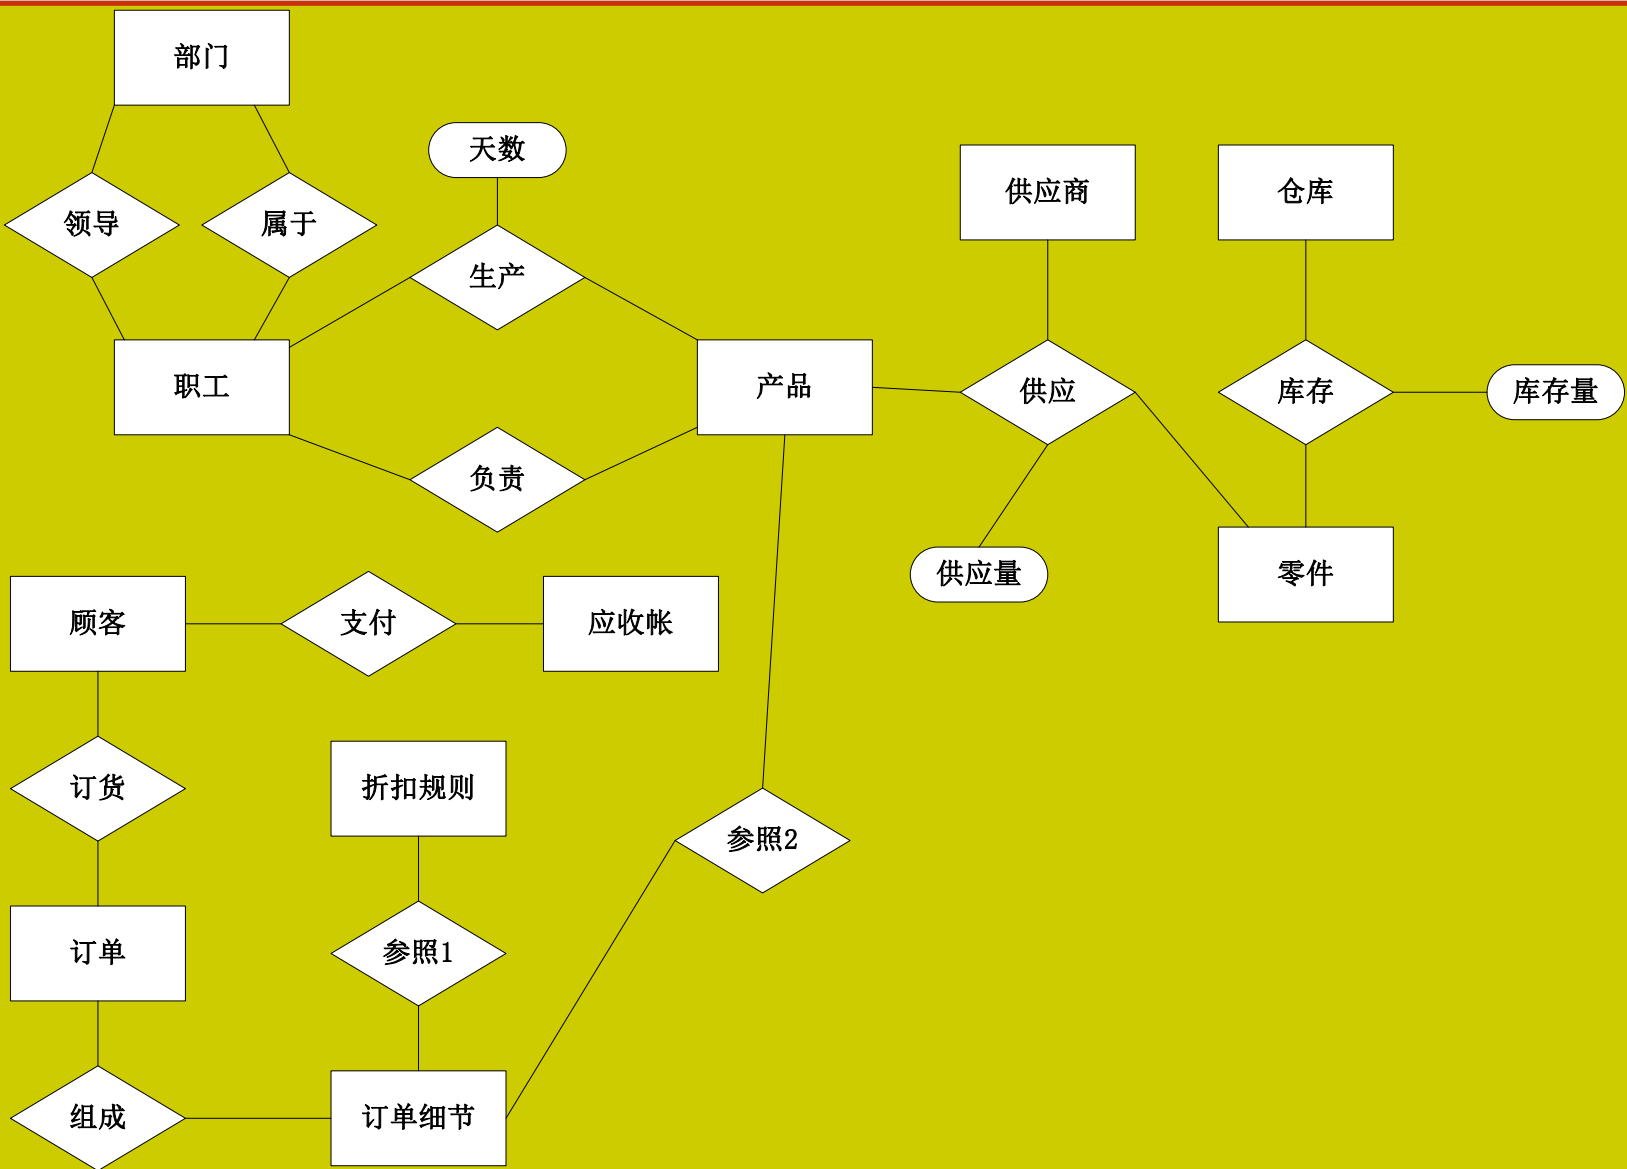 部门
天数
供应商
仓库
领导
属于
生产
职工
产品
供应
库存
库存量
负责
供应量
零件
顾客
支付
应收帐
订货
折扣规则
参照2
订单
参照1
组成
订单细节